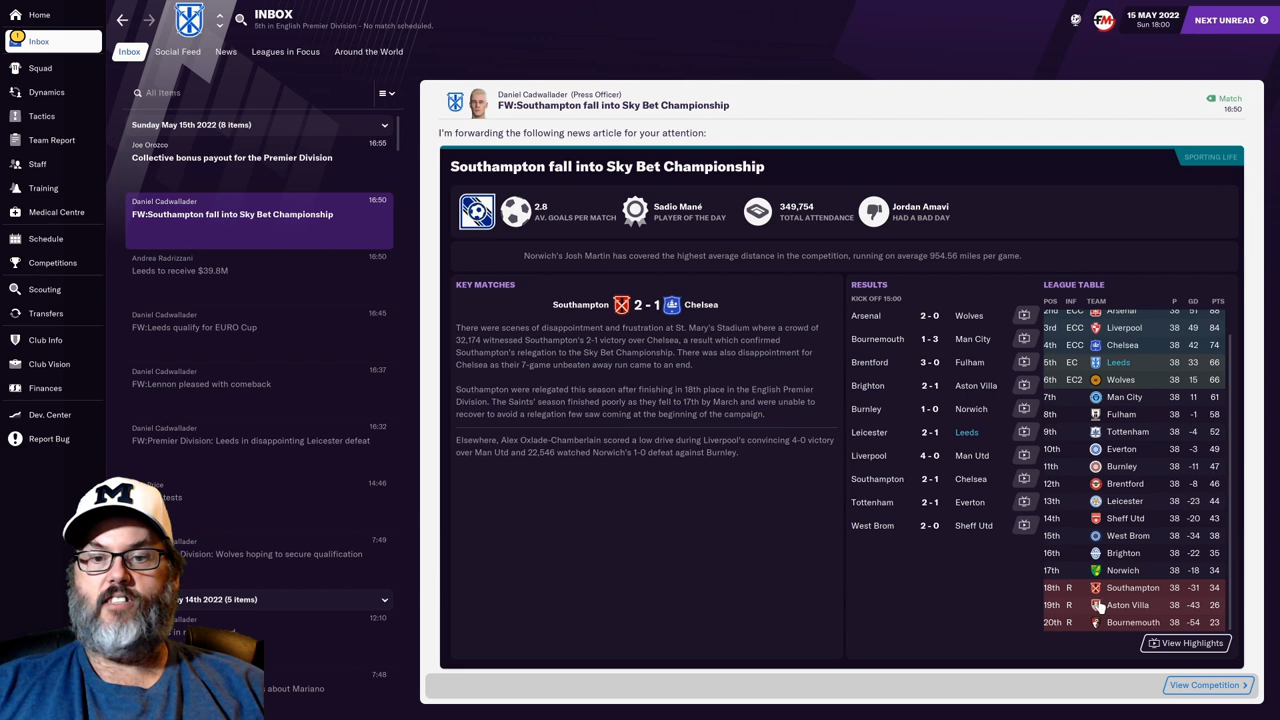 Home
Inbox
1
Squad
Dynamics
Tactics
Team Report
Staff
Training
Medical Centre
Schedule
Competitions
Scouting
Transfers
Club Info
Club Vision
Finances
Dev. Center
Report Bug
INBOX
5th in English Premier Division - No match scheduled.
FM
15 MAY 2022
Sun 18:00
NEXT UNREAD
Inbox
Social Feed
News
Leagues in Focus
Around the World
All Items
Sunday May 15th 2022 (8 items)
Joe Orozco
16:55
Collective bonus payout for the Premier Division
Daniel Cadwallader
16:50
FW:Southampton fall into Sky Bet Championship
Andrea Radrizzani
16:50
Leeds to receive $39.8M
Daniel Cadwallader
16:45
FW:Leeds qualify for EURO Cup
Daniel Cadwallader
16:37
FW:Lennon pleased with comeback
Daniel Cadwallader
16:32
FW:Premier Division: Leeds in disappointing Leicester defeat
14:46
tests
7:49
Division: Wolves hoping to secure qualification
14th 2022 (5 items)
12:10
7:48
about Mariano
Daniel Cadwallader (Press Officer)
FW:Southampton fall into Sky Bet Championship
Match
16:50
I'm forwarding the following news article for your attention:
SPORTING LIFE
Southampton fall into Sky Bet Championship
2.8
AV. GOALS PER MATCH
Sadio Mané
PLAYER OF THE DAY
349,754
TOTAL ATTENDANCE
Jordan Amavi
HAD A BAD DAY
Norwich's Josh Martin has covered the highest average distance in the competition, running on average 954.56 miles per game.
KEY MATCHES
Southampton 2 - 1 Chelsea
There were scenes of disappointment and frustration at St. Mary's Stadium where a crowd of
32,174 witnessed Southampton's 2-1 victory over Chelsea, a result which confirmed
Southampton's relegation to the Sky Bet Championship. There was also disappointment for
Chelsea as their 7-game unbeaten away run came to an end.
Southampton were relegated this season after finishing in 18th place in the English Premier
Division. The Saints' season finished poorly as they fell to 17th by March and were unable to
recover to avoid a relegation few saw coming at the beginning of the campaign.
Elsewhere, Alex Oxlade-Chamberlain scored a low drive during Liverpool's convincing 4-0 victory
over Man Utd and 22,546 watched Norwich's 1-0 defeat against Burnley.
RESULTS
KICK OFF 15:00
Arsenal 2 - 0 Wolves
Bournemouth 1 - 3 Man City
Brentford 3 - 0 Fulham
Brighton 2 - 1 Aston Villa
Burnley 1 - 0 Norwich
Leicester 2 - 1 Leeds
Liverpool 4 - 0 Man Utd
Southampton 2 - 1 Chelsea
Tottenham 2 - 1 Everton
West Brom 2 - 0 Sheff Utd
LEAGUE TABLE
POS INF TEAM P GD PTS
2nd ECC Arsenal 38 51 88
3rd ECC Liverpool 38 49 84
4th ECC Chelsea 38 42 74
5th EC Leeds 38 33 66
6th EC2 Wolves 38 15 66
7th Man City 38 11 61
8th Fulham 38 -1 58
9th Tottenham 38 -4 52
10th Everton 38 -3 49
11th Burnley 38 -11 47
12th Brentford 38 -8 46
13th Leicester 38 -23 44
14th Sheff Utd 38 -20 43
15th West Brom 38 -34 38
16th Brighton 38 -22 35
17th Norwich 38 -18 34
18th R Southampton 38 -31 34
19th R Aston Villa 38 -43 26
20th R Bournemouth 38 -54 23
View Highlights
View Competition
M